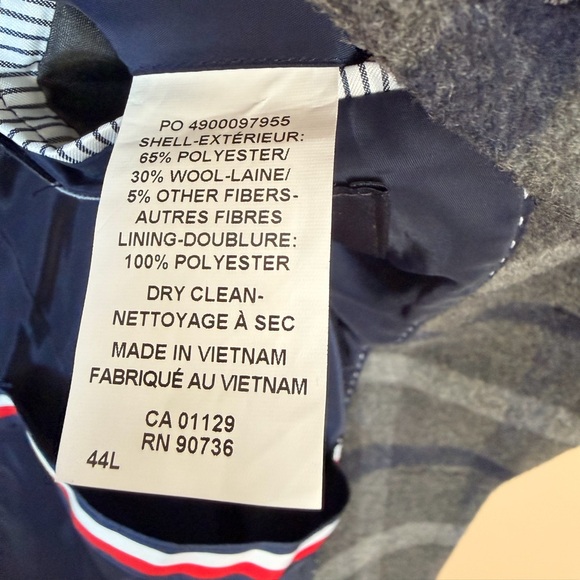 PO 4900097955
SHELL-EXTÉRIEUR:
65% POLYESTER/
30% WOOL-LAINE/
5% OTHER FIBERS-
AUTRES FIBRES
LINING-DOUBLURE:
100% POLYESTER
DRY CLEAN-
NETTOYAGE À SEC
MADE IN VIETNAM
FABRIQUÉ AU VIETNAM
CA 01129
RN 90736
44L